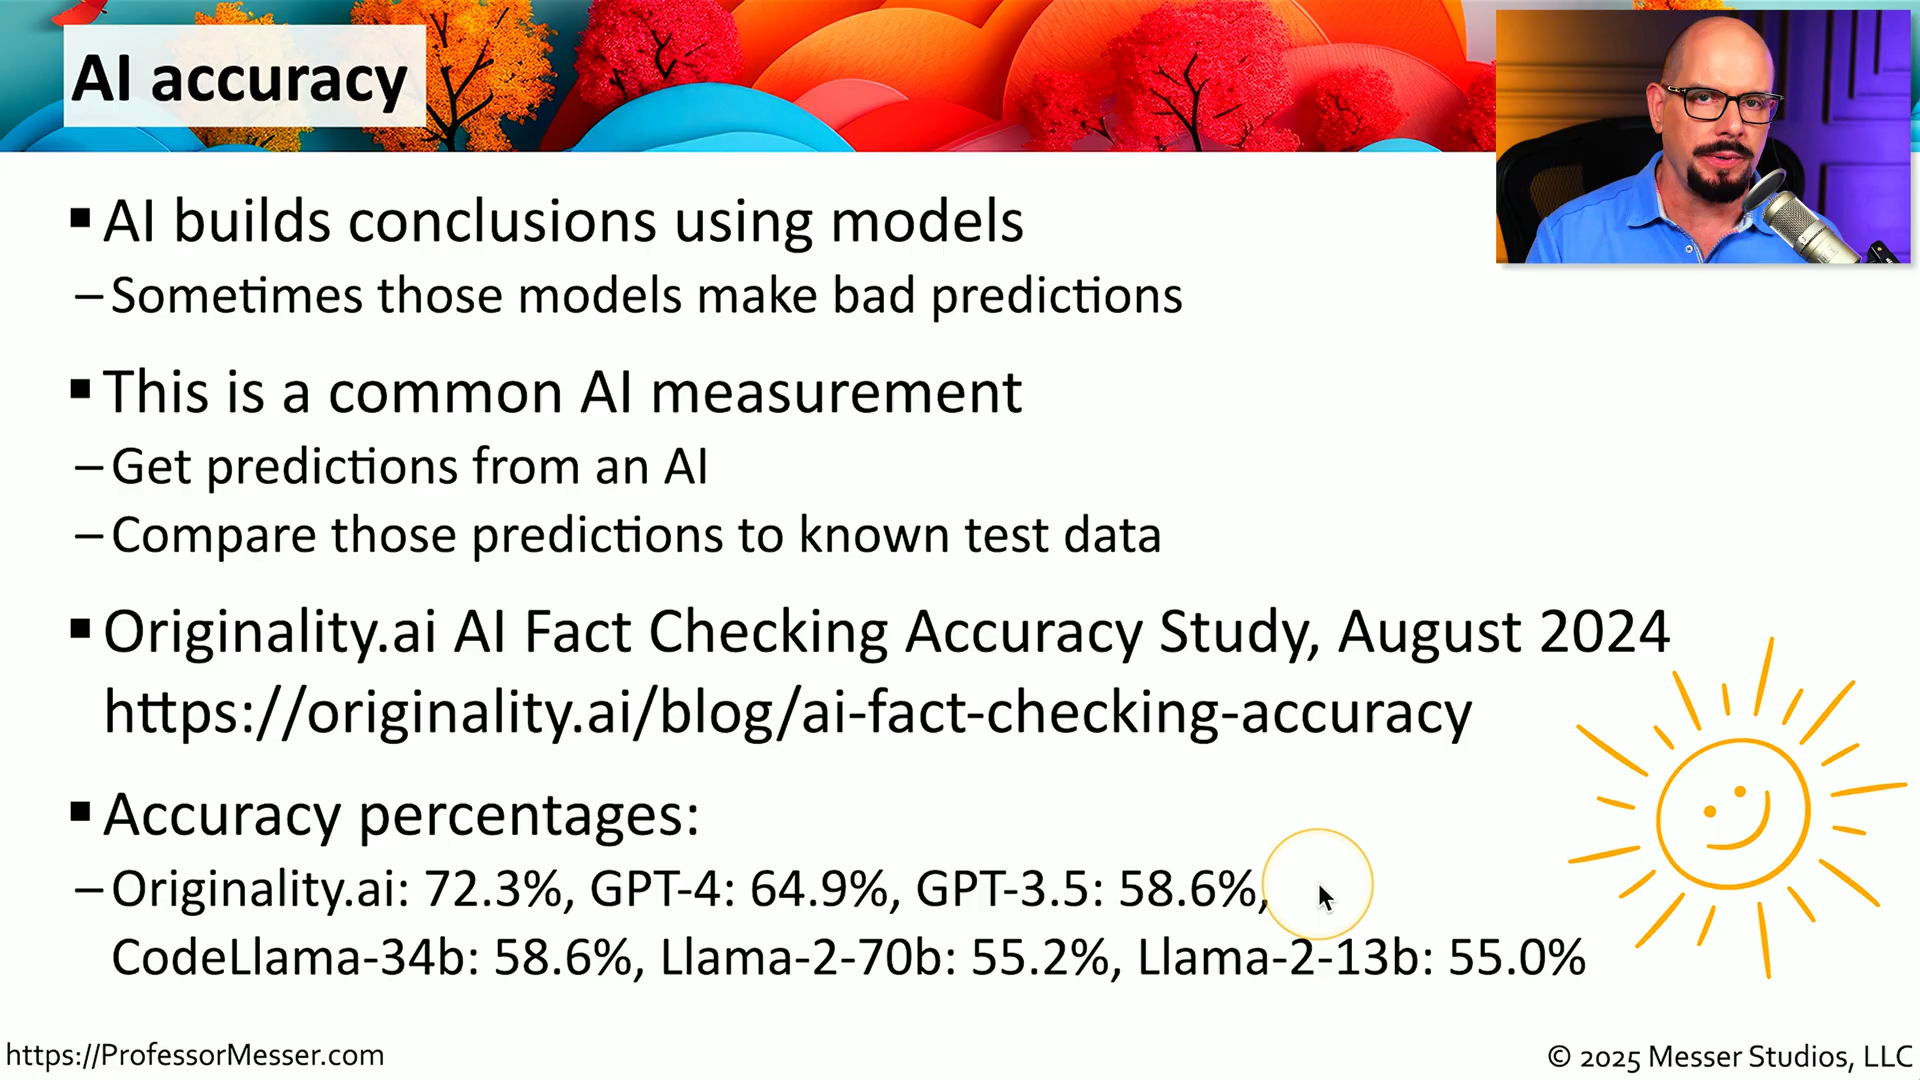 AI accuracy
▪ AI builds conclusions using models
– Sometimes those models make bad predictions
▪ This is a common AI measurement
– Get predictions from an AI
– Compare those predictions to known test data
▪ Originality.ai AI Fact Checking Accuracy Study, August 2024
https://originality.ai/blog/ai-fact-checking-accuracy
▪ Accuracy percentages:
– Originality.ai: 72.3%, GPT-4: 64.9%, GPT-3.5: 58.6%,
CodeLlama-34b: 58.6%, Llama-2-70b: 55.2%, Llama-2-13b: 55.0%
https://ProfessorMesser.com
© 2025 Messer Studios, LLC